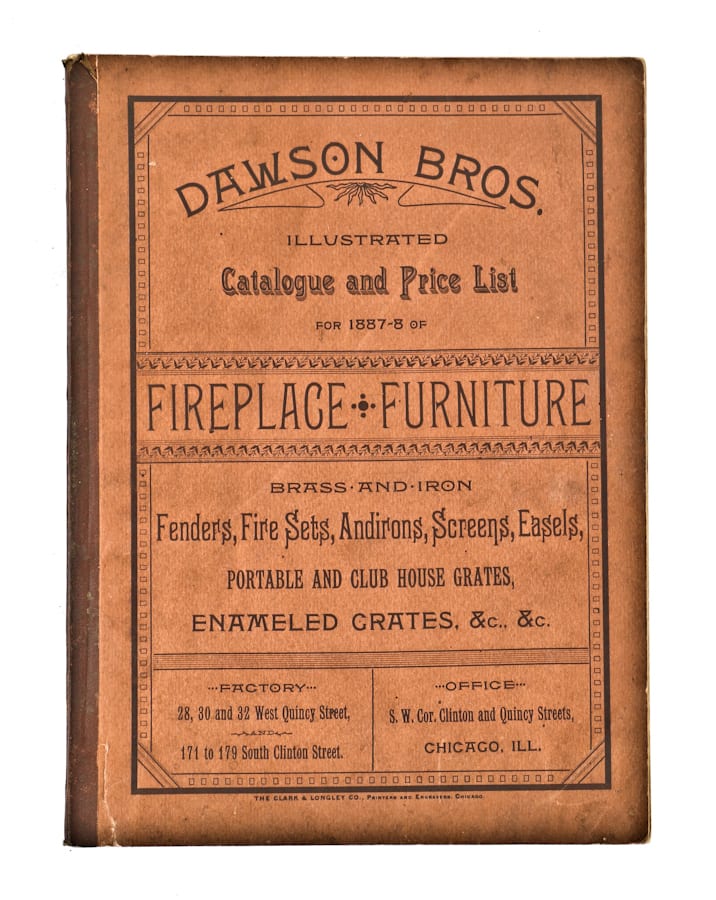 DAWSON BROS.
ILLUSTRATED
Catalogue and Price List
FOR 1887-8 OF
FIREPLACE FURNITURE
BRASS·AND·IRON
Fenders, Fire Sets, Andirons, Screens, Easels,
PORTABLE AND CLUB HOUSE GRATES,
ENAMELED GRATES, &c., &c.
FACTORY
28, 30 and 32 West Quincy Street,
AND
171 to 179 South Clinton Street.
OFFICE
S. W. Cor. Clinton and Quincy Streets,
CHICAGO, ILL.
THE CLARK & LONGLEY CO., PRINTERS AND ENGRAVERS, CHICAGO.